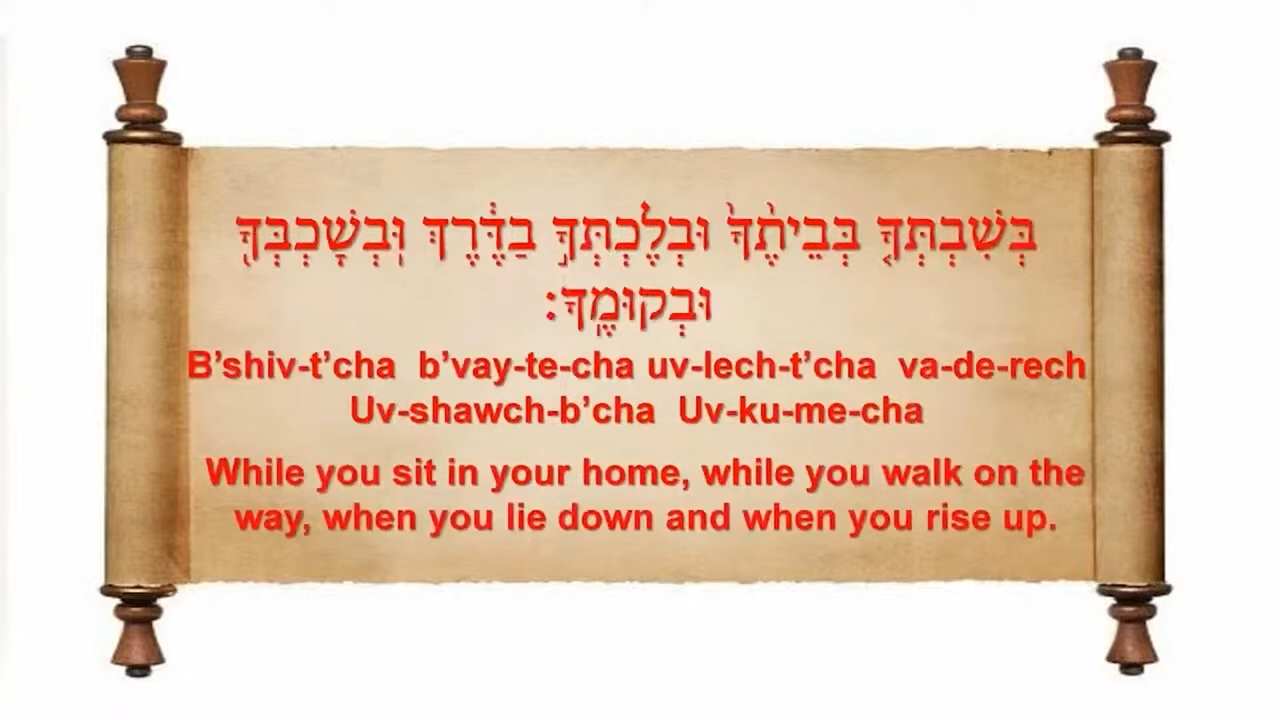 בְּשִׁבְתְּךָ֤ בְּבֵיתֶ֙ךָ֙ וּבְלֶכְתְּךָ֣ בַדֶּ֔רֶךְ וּֽבְשָׁכְבְּךָ֖
וּבְקוּמֶֽךָ׃
B’shiv-t’cha b’vay-te-cha uv-lech-t’cha va-de-rech
Uv-shawch-b’cha Uv-ku-me-cha
While you sit in your home, while you walk on the
way, when you lie down and when you rise up.